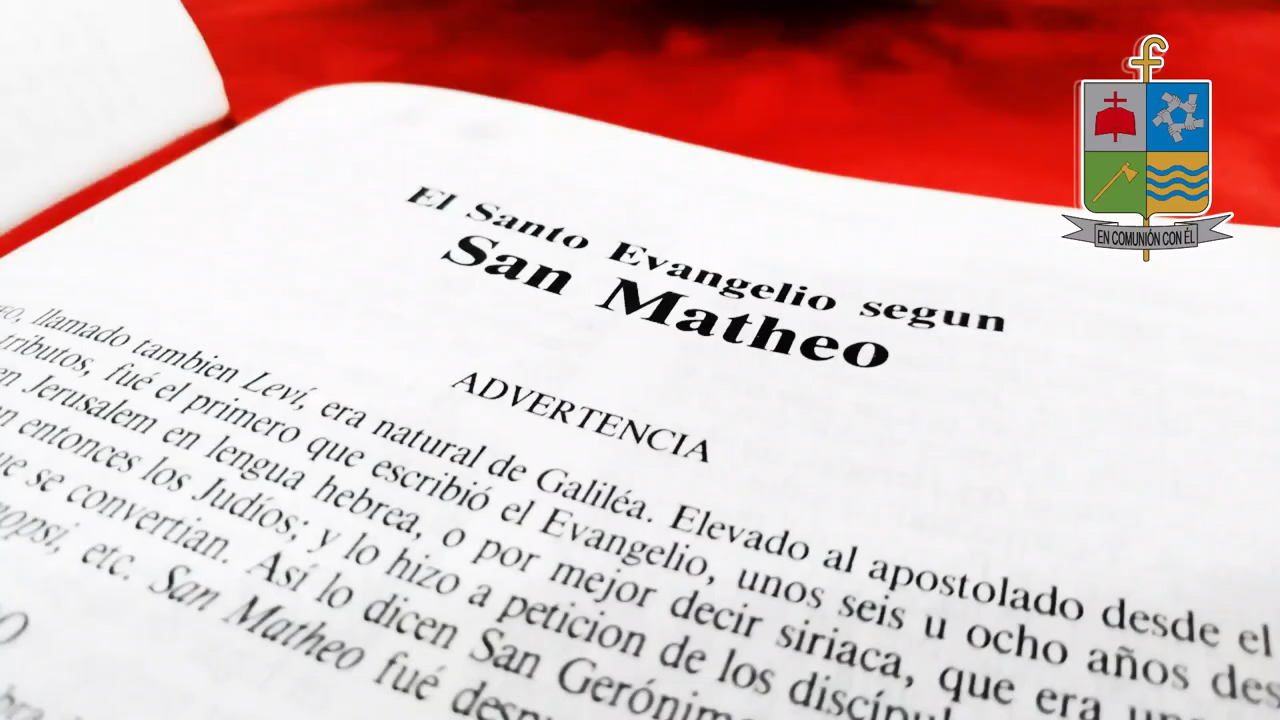 El Santo Evangelio segun
San Matheo
ADVERTENCIA
llamado tambien Leví, era natural de Galiléa. Elevado al apostolado desde el
tributos, fué el primero que escribió el Evangelio, unos seis u ocho años
en Jerusalem en lengua hebrea, o por mejor decir siriaca, que era
entonces los Judíos; y lo hizo a peticion de los
se convertian. Así lo dicen San
etc. San Matheo fué
EN COMUNIÓN CON ÉL